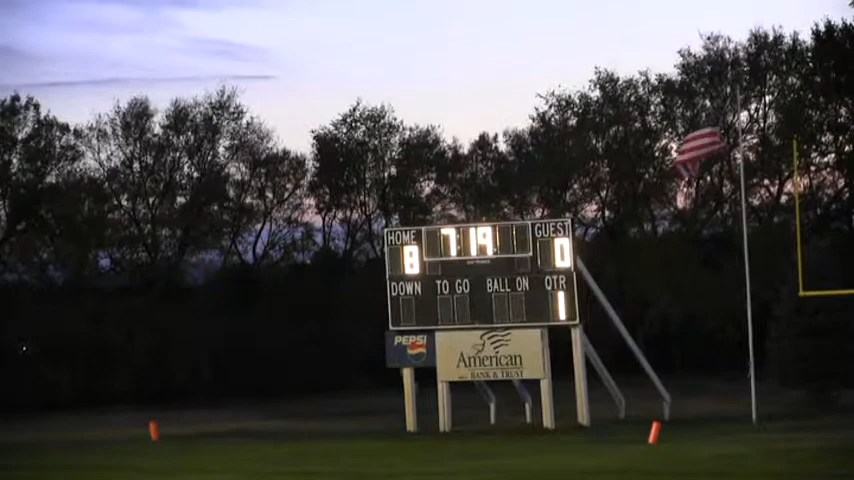 HOME 7:19 GUEST
8 0
DOWN TO GO BALL ON QTR
1
PEPSI
American
BANK & TRUST